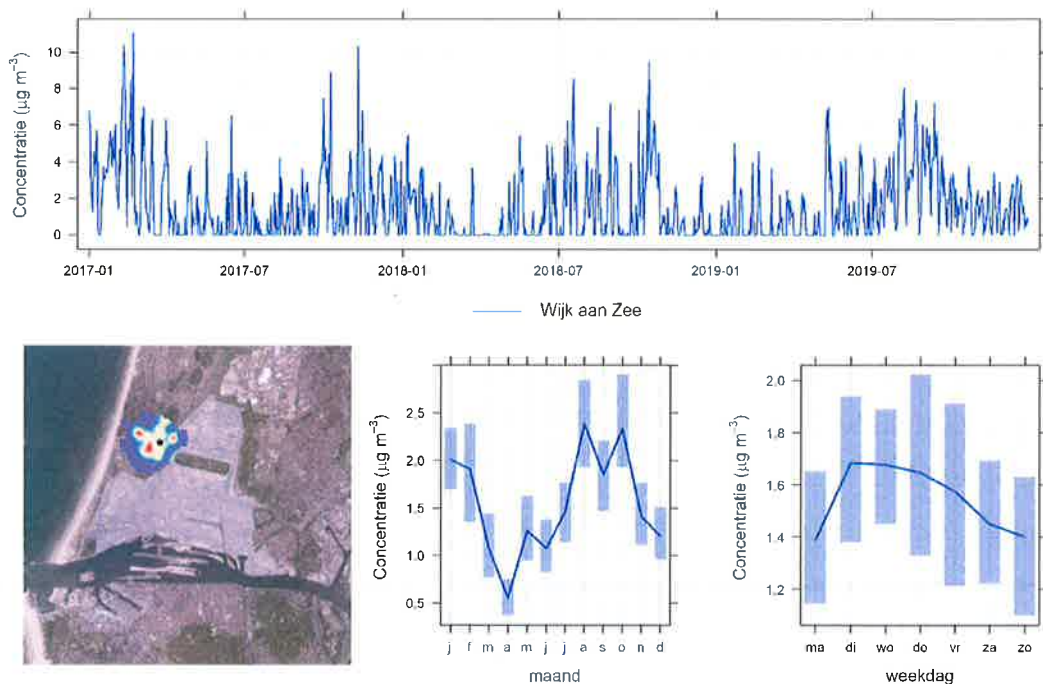 Concentratie (µg m⁻³)
10
8
6
4
2
0
2017-01 2017-07 2018-01 2018-07 2019-01 2019-07
Wijk aan Zee
Concentratie (µg m⁻³)
2,5
2,0
1,5
1,0
0,5
j f m a m j j a s o n d
maand
Concentratie (µg m⁻³)
2.0
1.8
1.6
1.4
1.2
ma di wo do vr za zo
weekdag